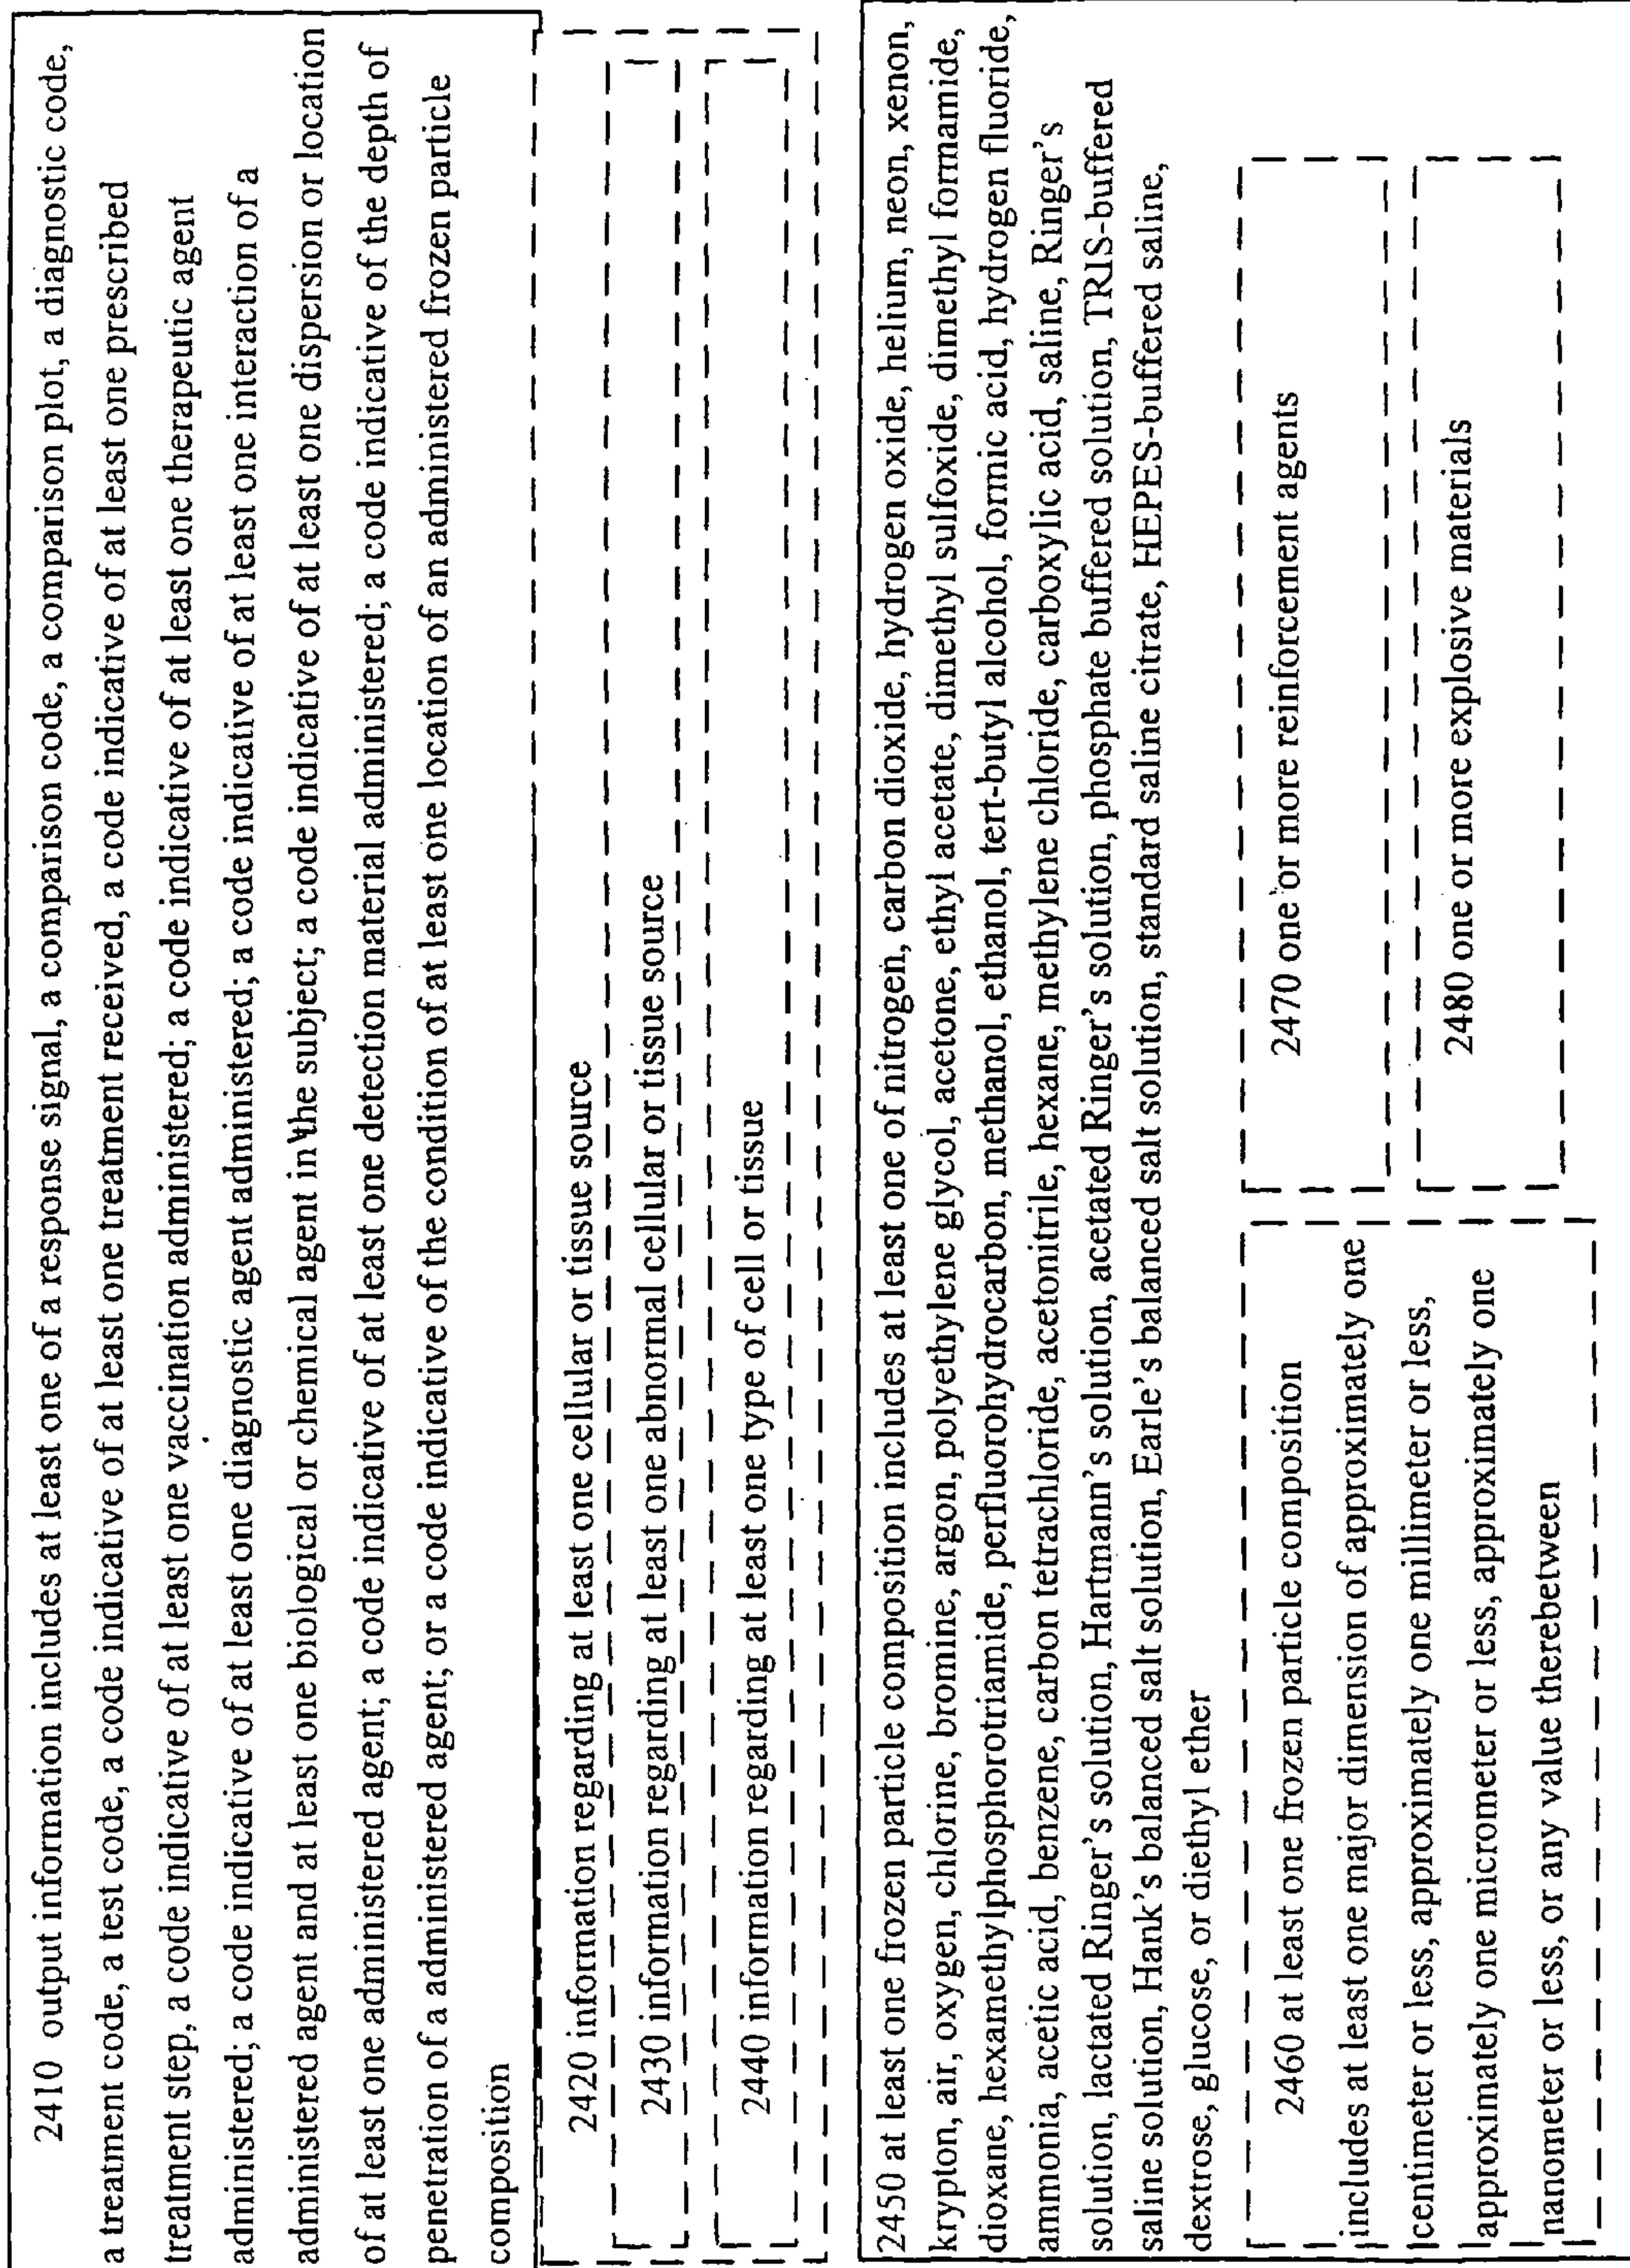 2410 output information includes at least one of a response signal, a comparison code, a comparison plot, a diagnostic code,
a treatment code, a test code, a code indicative of at least one treatment received, a code indicative of at least one prescribed
treatment step, a code indicative of at least one vaccination administered; a code indicative of at least one therapeutic agent
administered; a code indicative of at least one diagnostic agent administered; a code indicative of at least one interaction of a
administered agent and at least one biological or chemical agent in the subject; a code indicative of at least one dispersion or location
of at least one administered agent; a code indicative of at least one detection material administered; a code indicative of the depth of
penetration of a administered agent; or a code indicative of the condition of at least one location of an administered frozen particle
composition
2420 information regarding at least one cellular or tissue source
2430 information regarding at least one abnormal cellular or tissue source
2440 information regarding at least one type of cell or tissue
2450 at least one frozen particle composition includes at least one of nitrogen, carbon dioxide, hydrogen oxide, helium, neon, xenon,
krypton, air, oxygen, chlorine, bromine, argon, polyethylene glycol, acetone, ethyl acetate, dimethyl sulfoxide, dimethyl formamide,
dioxane, hexamethylphosphorotriamide, perfluorohydrocarbon, methanol, ethanol, tert-butyl alcohol, formic acid, hydrogen fluoride,
ammonia, acetic acid, benzene, carbon tetrachloride, acetonitrile, hexane, methylene chloride, carboxylic acid, saline, Ringer's
solution, lactated Ringer's solution, Hartmann's solution, acetated Ringer's solution, phosphate buffered solution, TRIS-buffered
saline solution, Hank's balanced salt solution, Earle's balanced salt solution, standard saline citrate, HEPES-buffered saline,
dextrose, glucose, or diethyl ether
2460 at least one frozen particle composition
includes at least one major dimension of approximately one
centimeter or less, approximately one millimeter or less,
approximately one micrometer or less, approximately one
nanometer or less, or any value therebetween
2470 one or more reinforcement agents
2480 one or more explosive materials